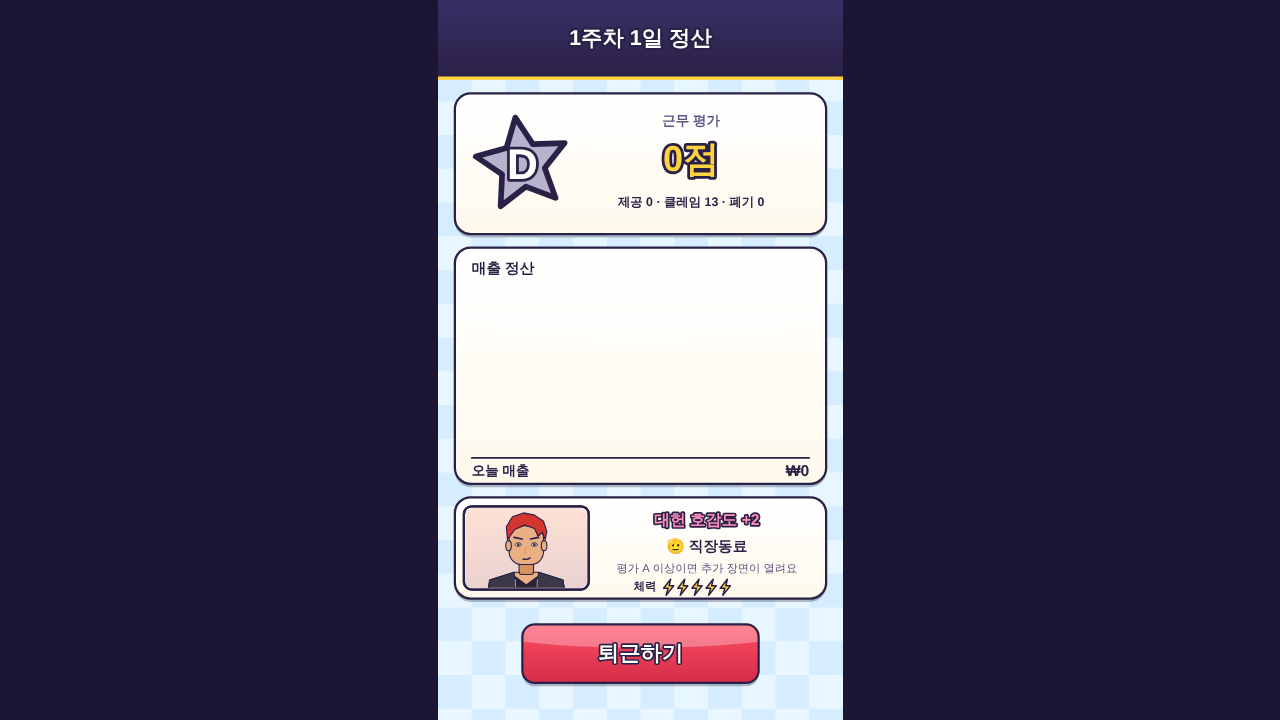 1주차 1일 정산
D
근무 평가
0점
제공 0 · 클레임 13 · 폐기 0
매출 정산
오늘 매출 ₩0
대헌 호감도 +2
직장동료
평가 A 이상이면 추가 장면이 열려요
체력
퇴근하기